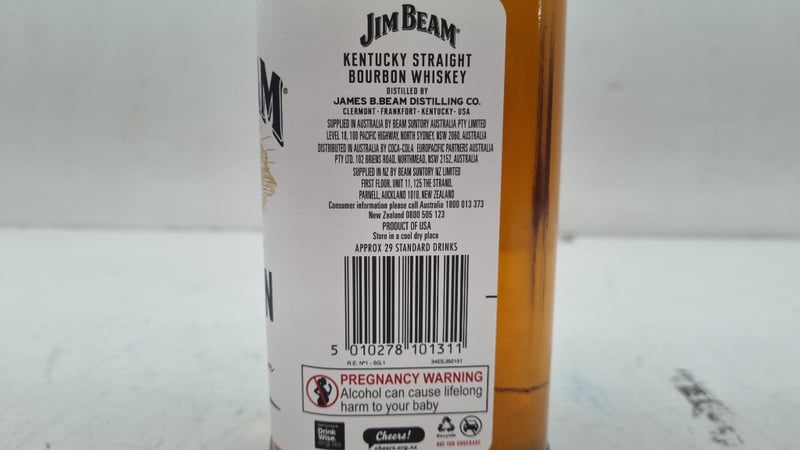 JIM BEAM®
KENTUCKY STRAIGHT
BOURBON WHISKEY
DISTILLED BY
JAMES B.BEAM DISTILLING CO.
CLERMONT · FRANKFORT · KENTUCKY · USA
SUPPLIED IN AUSTRALIA BY BEAM SUNTORY AUSTRALIA PTY LIMITED
LEVEL 18, 100 PACIFIC HIGHWAY, NORTH SYDNEY, NSW 2060, AUSTRALIA
DISTRIBUTED IN AUSTRALIA BY COCA-COLA EUROPACIFIC PARTNERS AUSTRALIA
PTY LTD. 102 BRIENS ROAD, NORTHMEAD, NSW 2152, AUSTRALIA
SUPPLIED IN NZ BY BEAM SUNTORY NZ LIMITED
FIRST FLOOR, UNIT 11, 125 THE STRAND,
PARNELL, AUCKLAND 1010, NEW ZEALAND
Consumer information please call Australia 1800 013 373
New Zealand 0800 505 123
PRODUCT OF USA
Store in a cool dry place
APPROX 29 STANDARD DRINKS
5 010278 101311
R.E. Nº1 - SG.1
PREGNANCY WARNING
Alcohol can cause lifelong
harm to your baby
Drink
Wise.
org.au
Cheers!
cheers.org.nz
Recycle
AM®
N